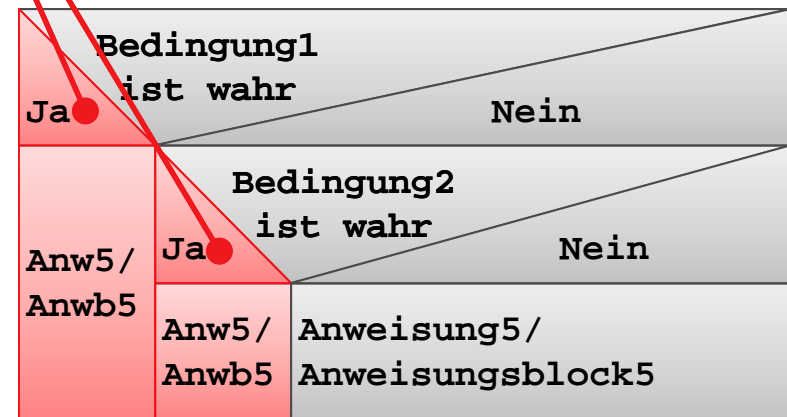 Bedingung1
ist wahr
Ja
Nein
Bedingung2
ist wahr
Ja
Nein
Anw5/
Anwb5
Anw5/
Anwb5
Anweisung5/
Anweisungsblock5